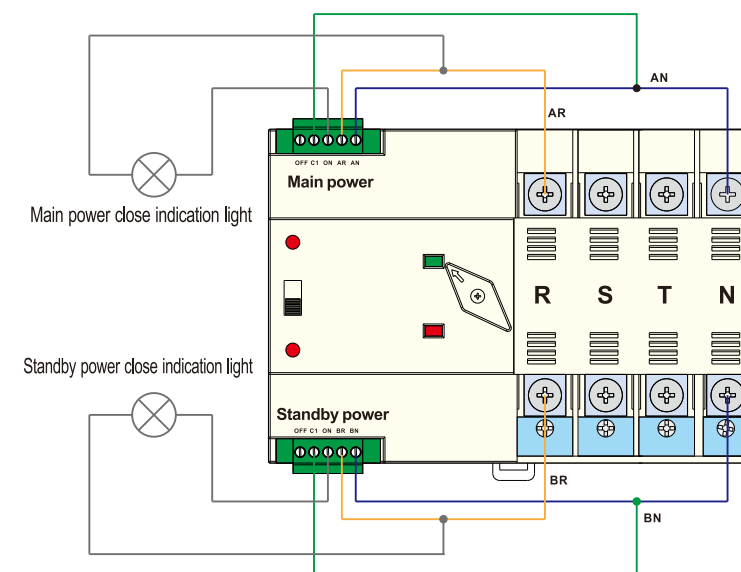 AN
AR
OFF C1 ON AR AN
Main power
Main power close indication light
R S T N
Standby power close indication light
Standby power
OFF C1 ON BR BN
BR
BN